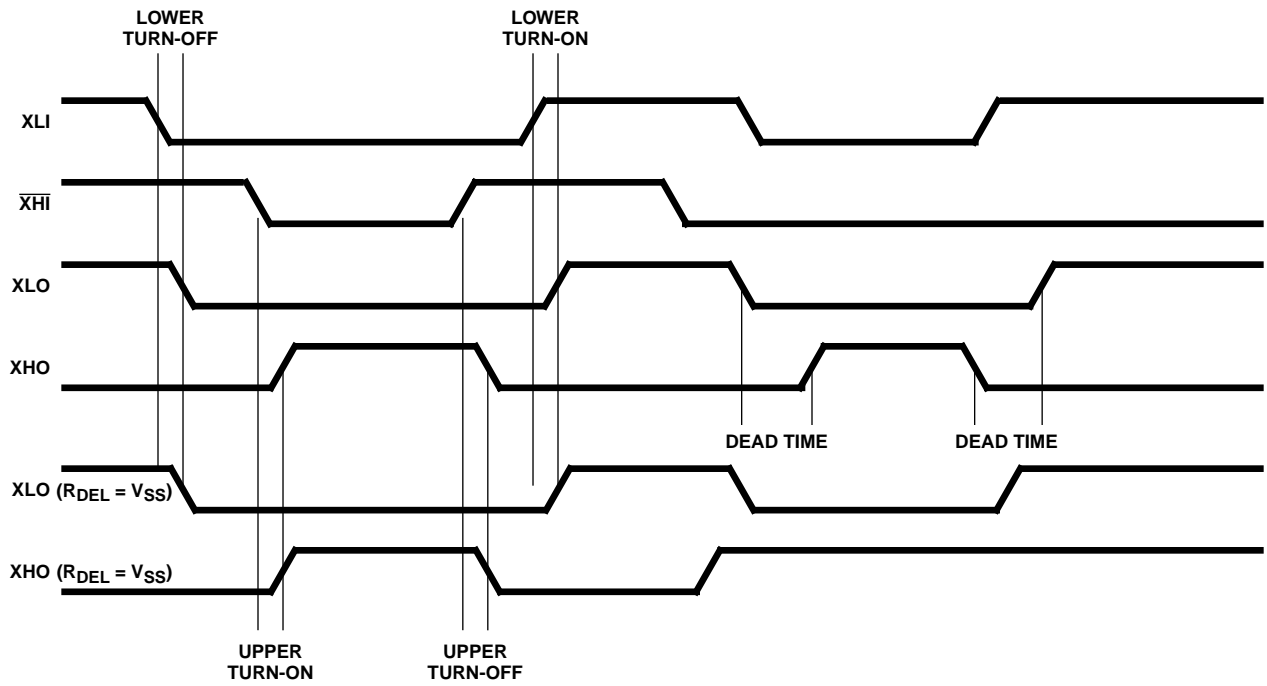 LOWER
TURN-OFF
LOWER
TURN-ON
XLI
X̅H̅I̅
XLO
XHO
DEAD TIME
DEAD TIME
XLO (RDEL = VSS)
XHO (RDEL = VSS)
UPPER
TURN-ON
UPPER
TURN-OFF